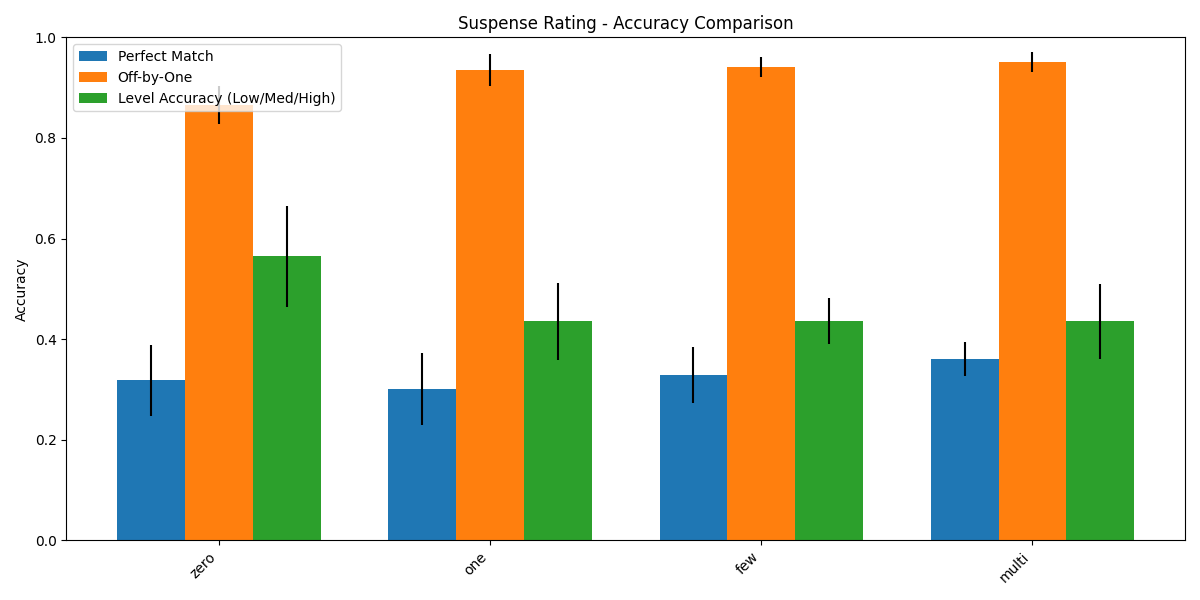 Suspense Rating - Accuracy Comparison
Perfect Match
Off-by-One
Level Accuracy (Low/Med/High)
Accuracy
1.0
0.8
0.6
0.4
0.2
0.0
zero
one
few
multi